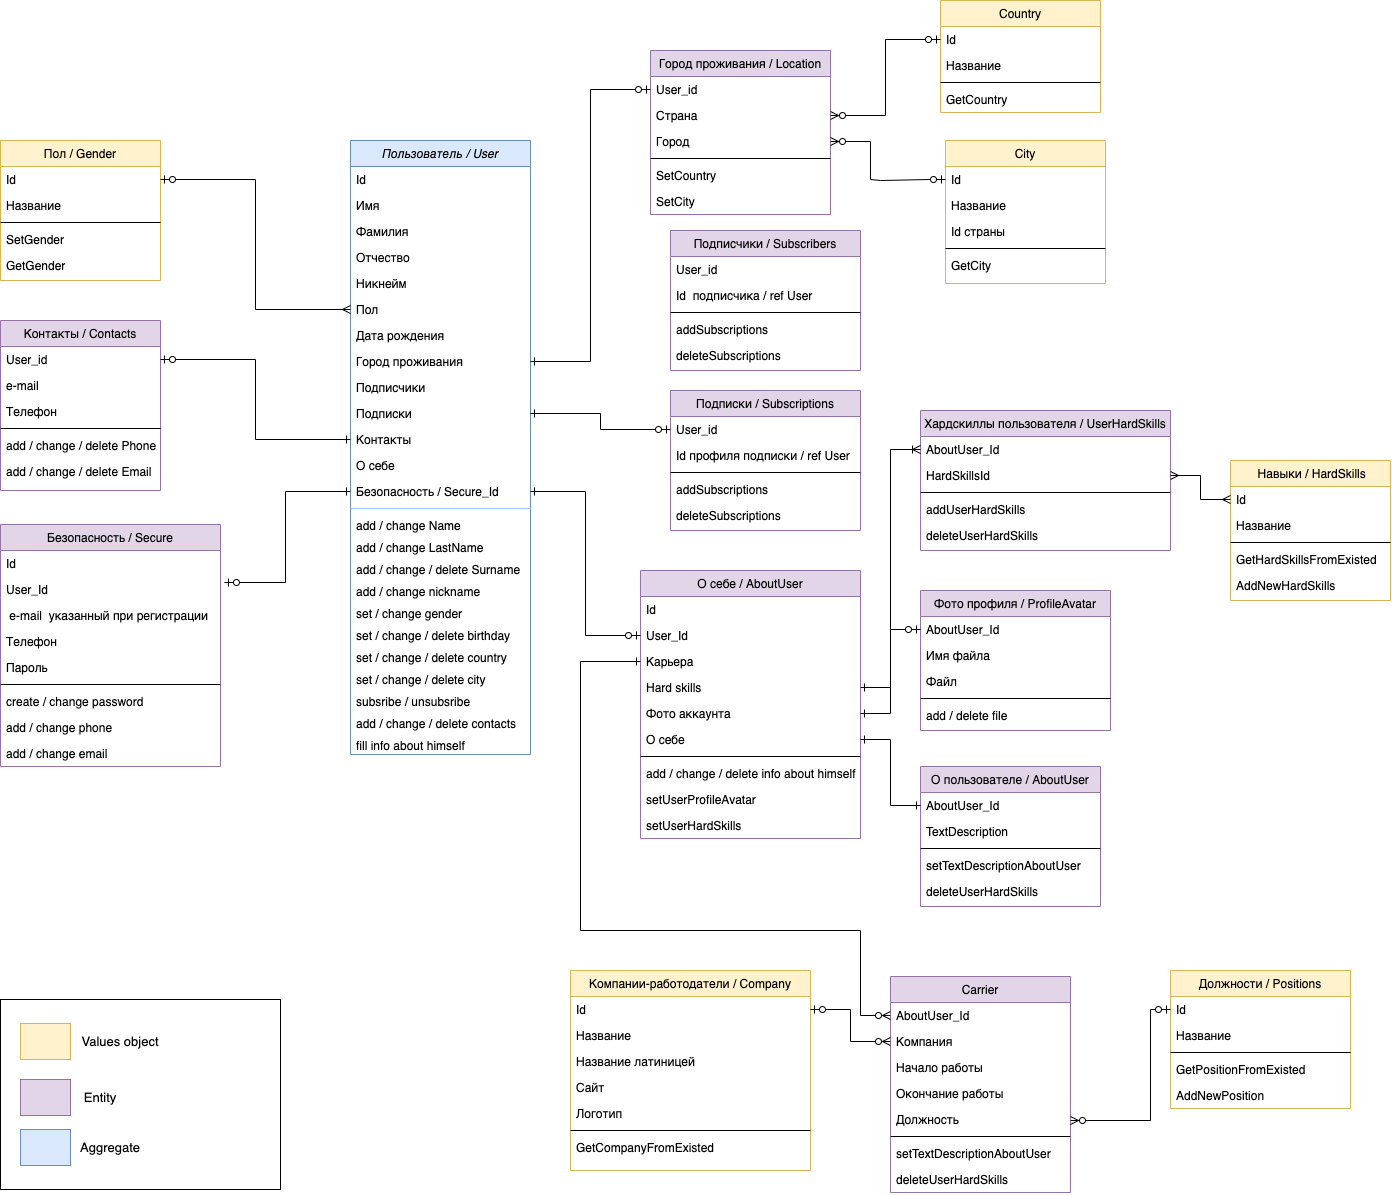 Country
Id
Название
GetCountry
Город проживания / Location
User_id
Страна
Город
SetCountry
SetCity
City
Id
Название
Id страны
GetCity
Пол / Gender
Id
Название
SetGender
GetGender
Пользователь / User
Id
Имя
Фамилия
Отчество
Никнейм
Пол
Дата рождения
Город проживания
Подписчики
Подписки
Контакты
О себе
Безопасность / Secure_Id
add / change Name
add / change LastName
add / change / delete Surname
add / change nickname
set / change gender
set / change / delete birthday
set / change / delete country
set / change / delete city
subsribe / unsubsribe
add / change / delete contacts
fill info about himself
Подписчики / Subscribers
User_id
Id  подписчика / ref User
addSubscriptions
deleteSubscriptions
Контакты / Contacts
User_id
e-mail
Телефон
add / change / delete Phone
add / change / delete Email
Подписки / Subscriptions
User_id
Id профиля подписки / ref User
addSubscriptions
deleteSubscriptions
Хардскиллы пользователя / UserHardSkills
AboutUser_Id
HardSkillsId
addUserHardSkills
deleteUserHardSkills
Навыки / HardSkills
Id
Название
GetHardSkillsFromExisted
AddNewHardSkills
Безопасность / Secure
Id
User_Id
e-mail  указанный при регистрации
Телефон
Пароль
create / change password
add / change phone
add / change email
О себе / AboutUser
Id
User_Id
Карьера
Hard skills
Фото аккаунта
О себе
add / change / delete info about himself
setUserProfileAvatar
setUserHardSkills
Фото профиля / ProfileAvatar
AboutUser_Id
Имя файла
Файл
add / delete file
О пользователе / AboutUser
AboutUser_Id
TextDescription
setTextDescriptionAboutUser
deleteUserHardSkills
Компании-работодатели / Company
Id
Название
Название латиницей
Сайт
Логотип
GetCompanyFromExisted
Carrier
AboutUser_Id
Компания
Начало работы
Окончание работы
Должность
setTextDescriptionAboutUser
deleteUserHardSkills
Должности / Positions
Id
Название
GetPositionFromExisted
AddNewPosition
Values object
Entity
Aggregate